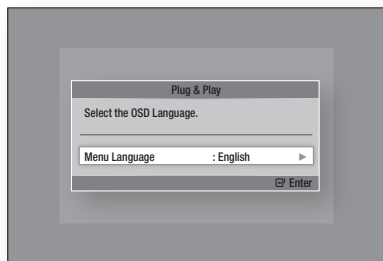 Plug & Play
Select the OSD Language.
Menu Language : English ►
Enter